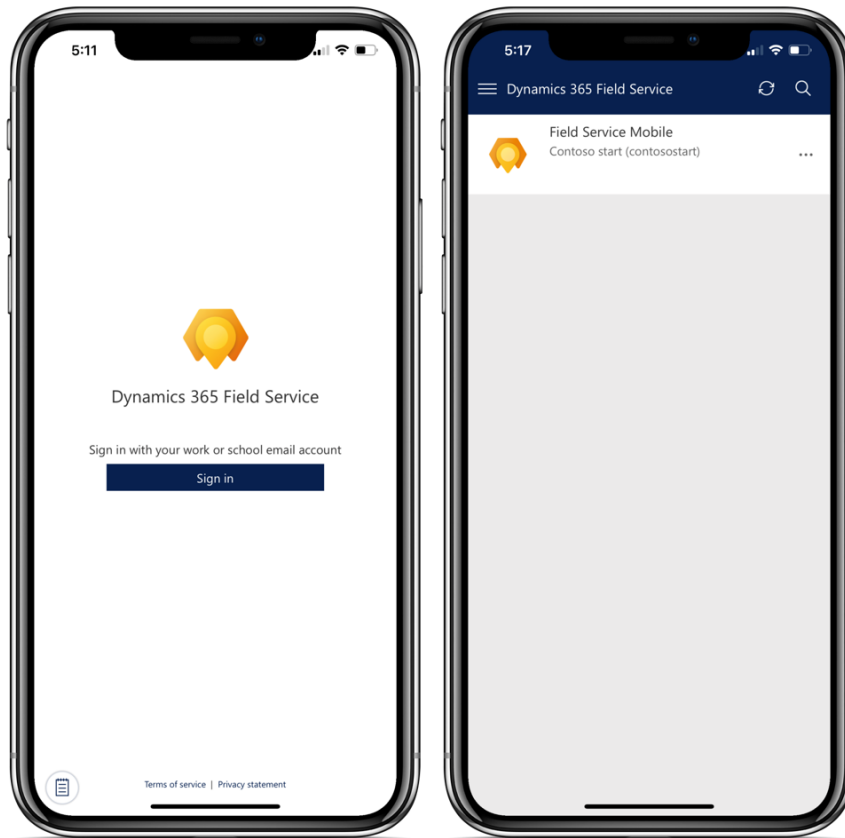 5:11
Dynamics 365 Field Service
Sign in with your work or school email account
Sign in
Terms of service | Privacy statement
5:17
Dynamics 365 Field Service
Field Service Mobile
Contoso start (contosostart)
...